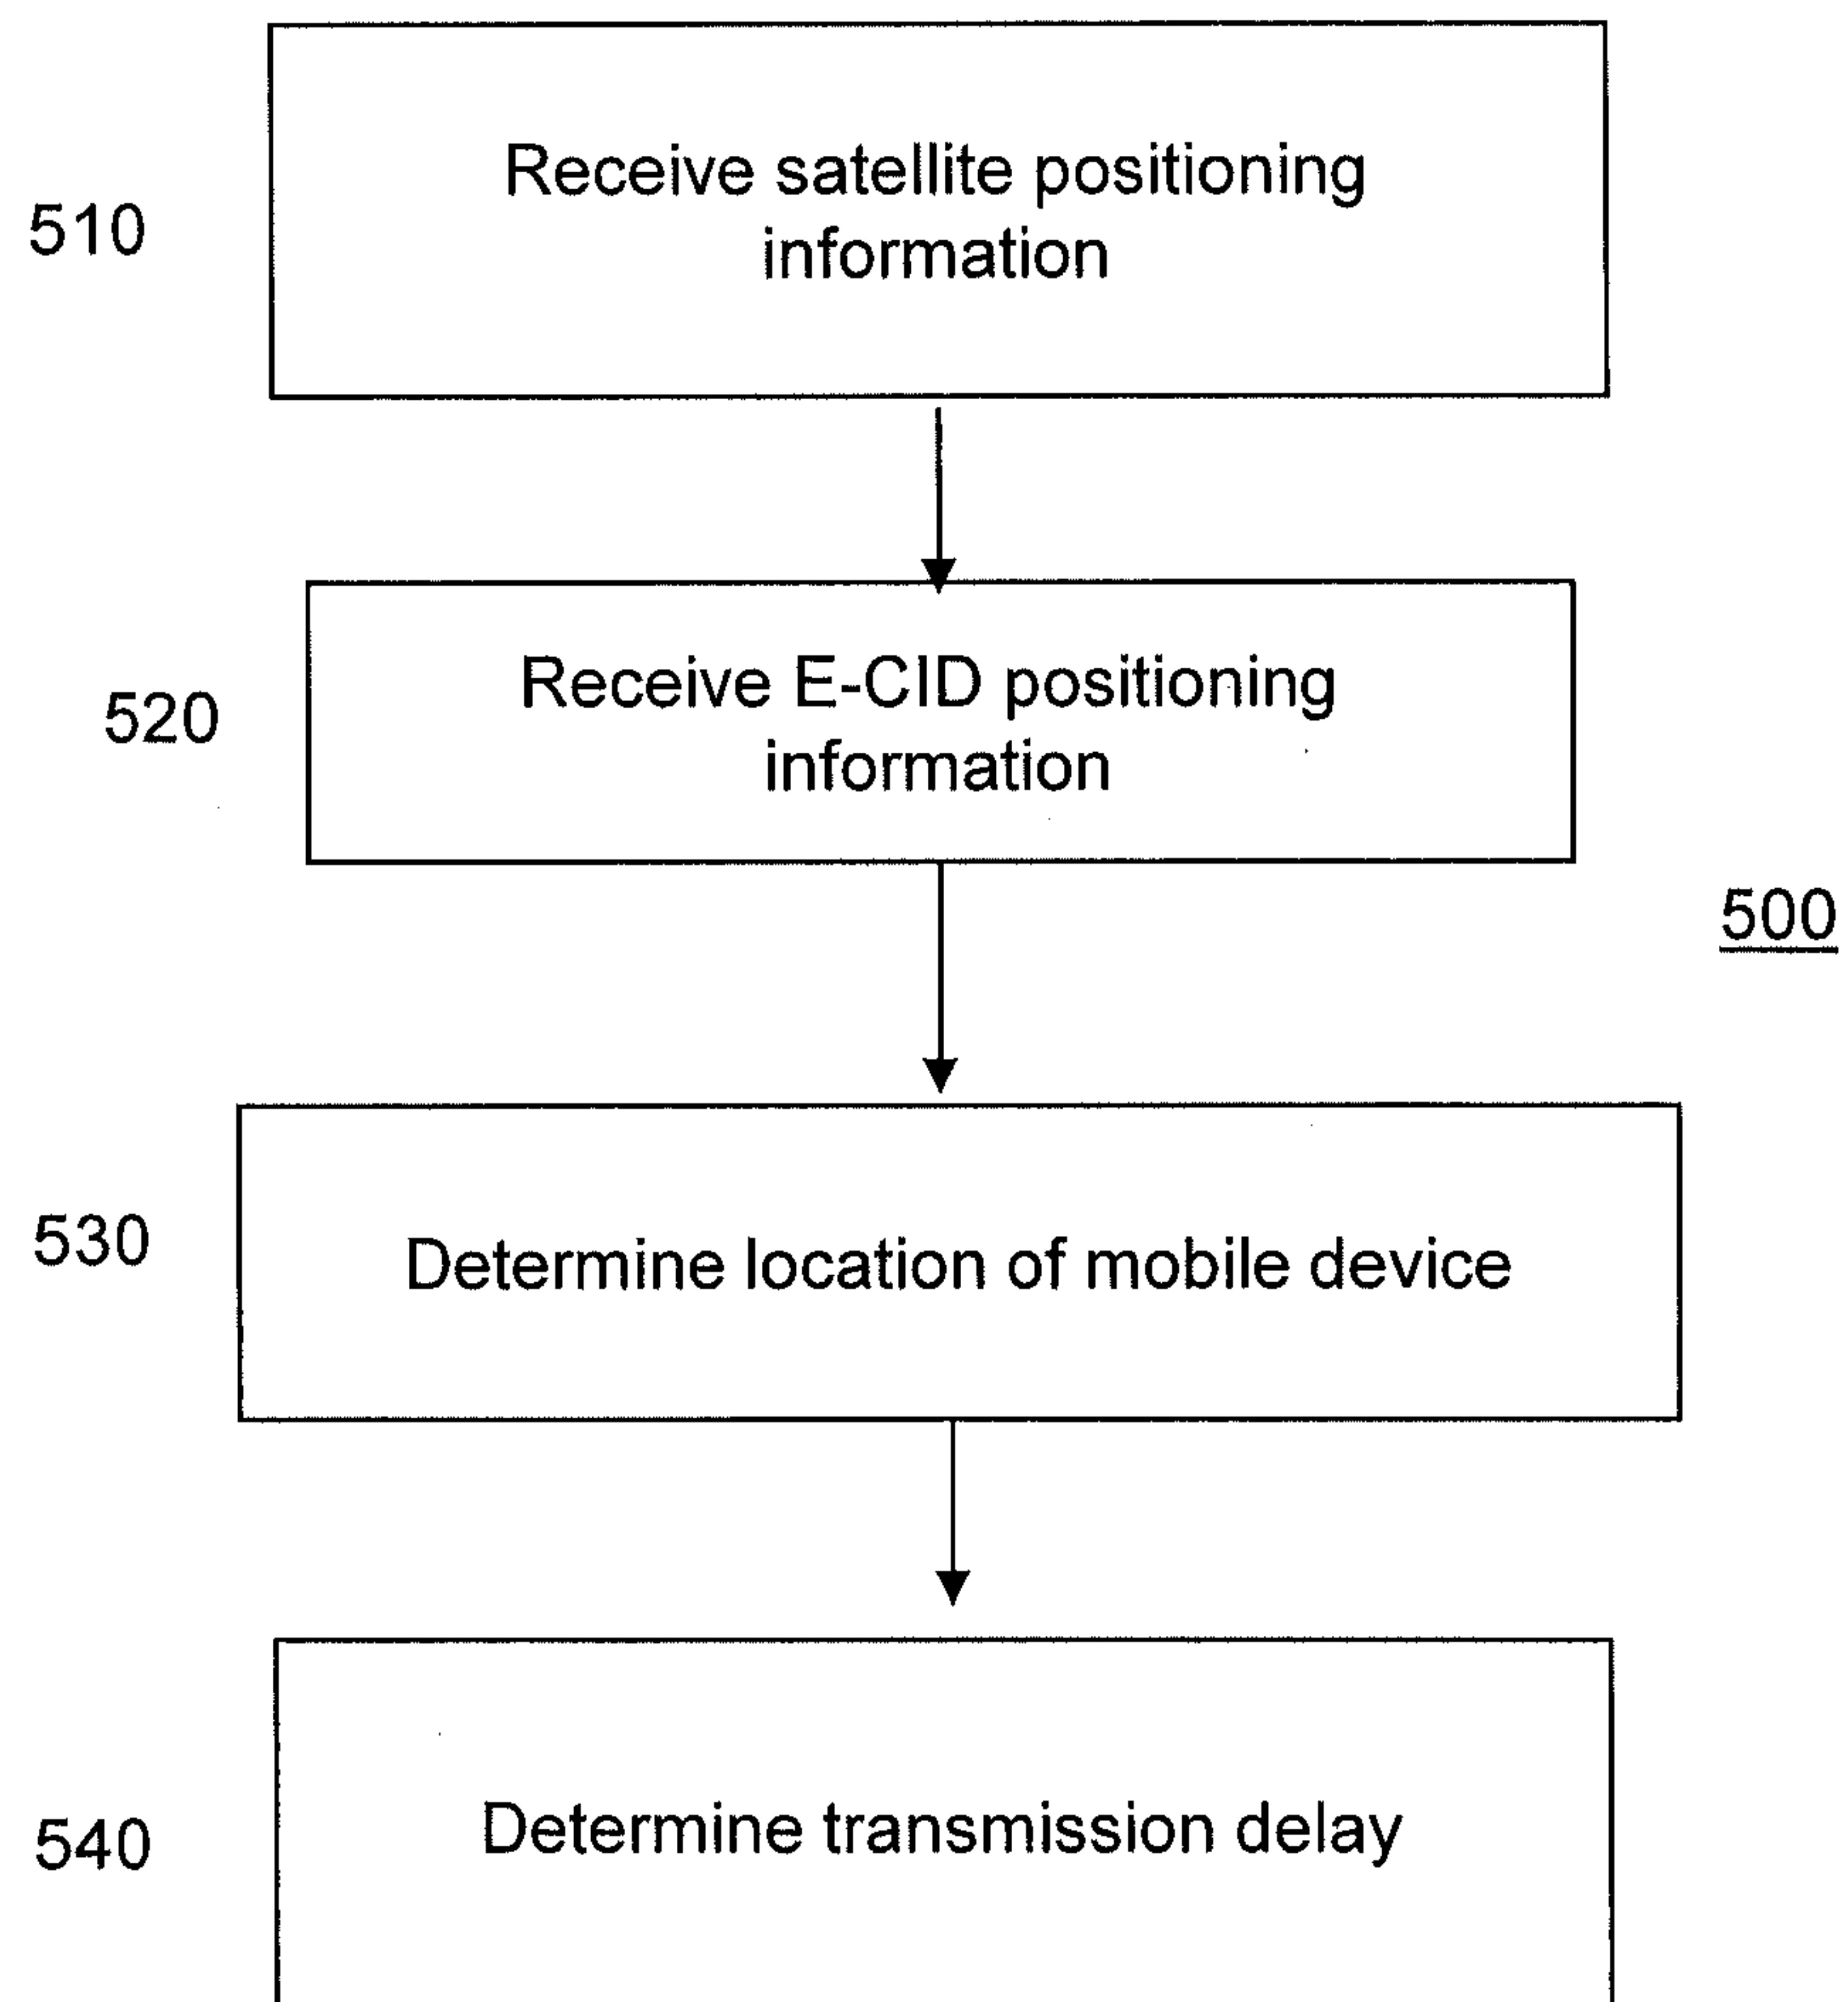 Receive satellite positioning
information
510
Receive E-CID positioning
information
520
500
530
Determine location of mobile device
540
Determine transmission delay